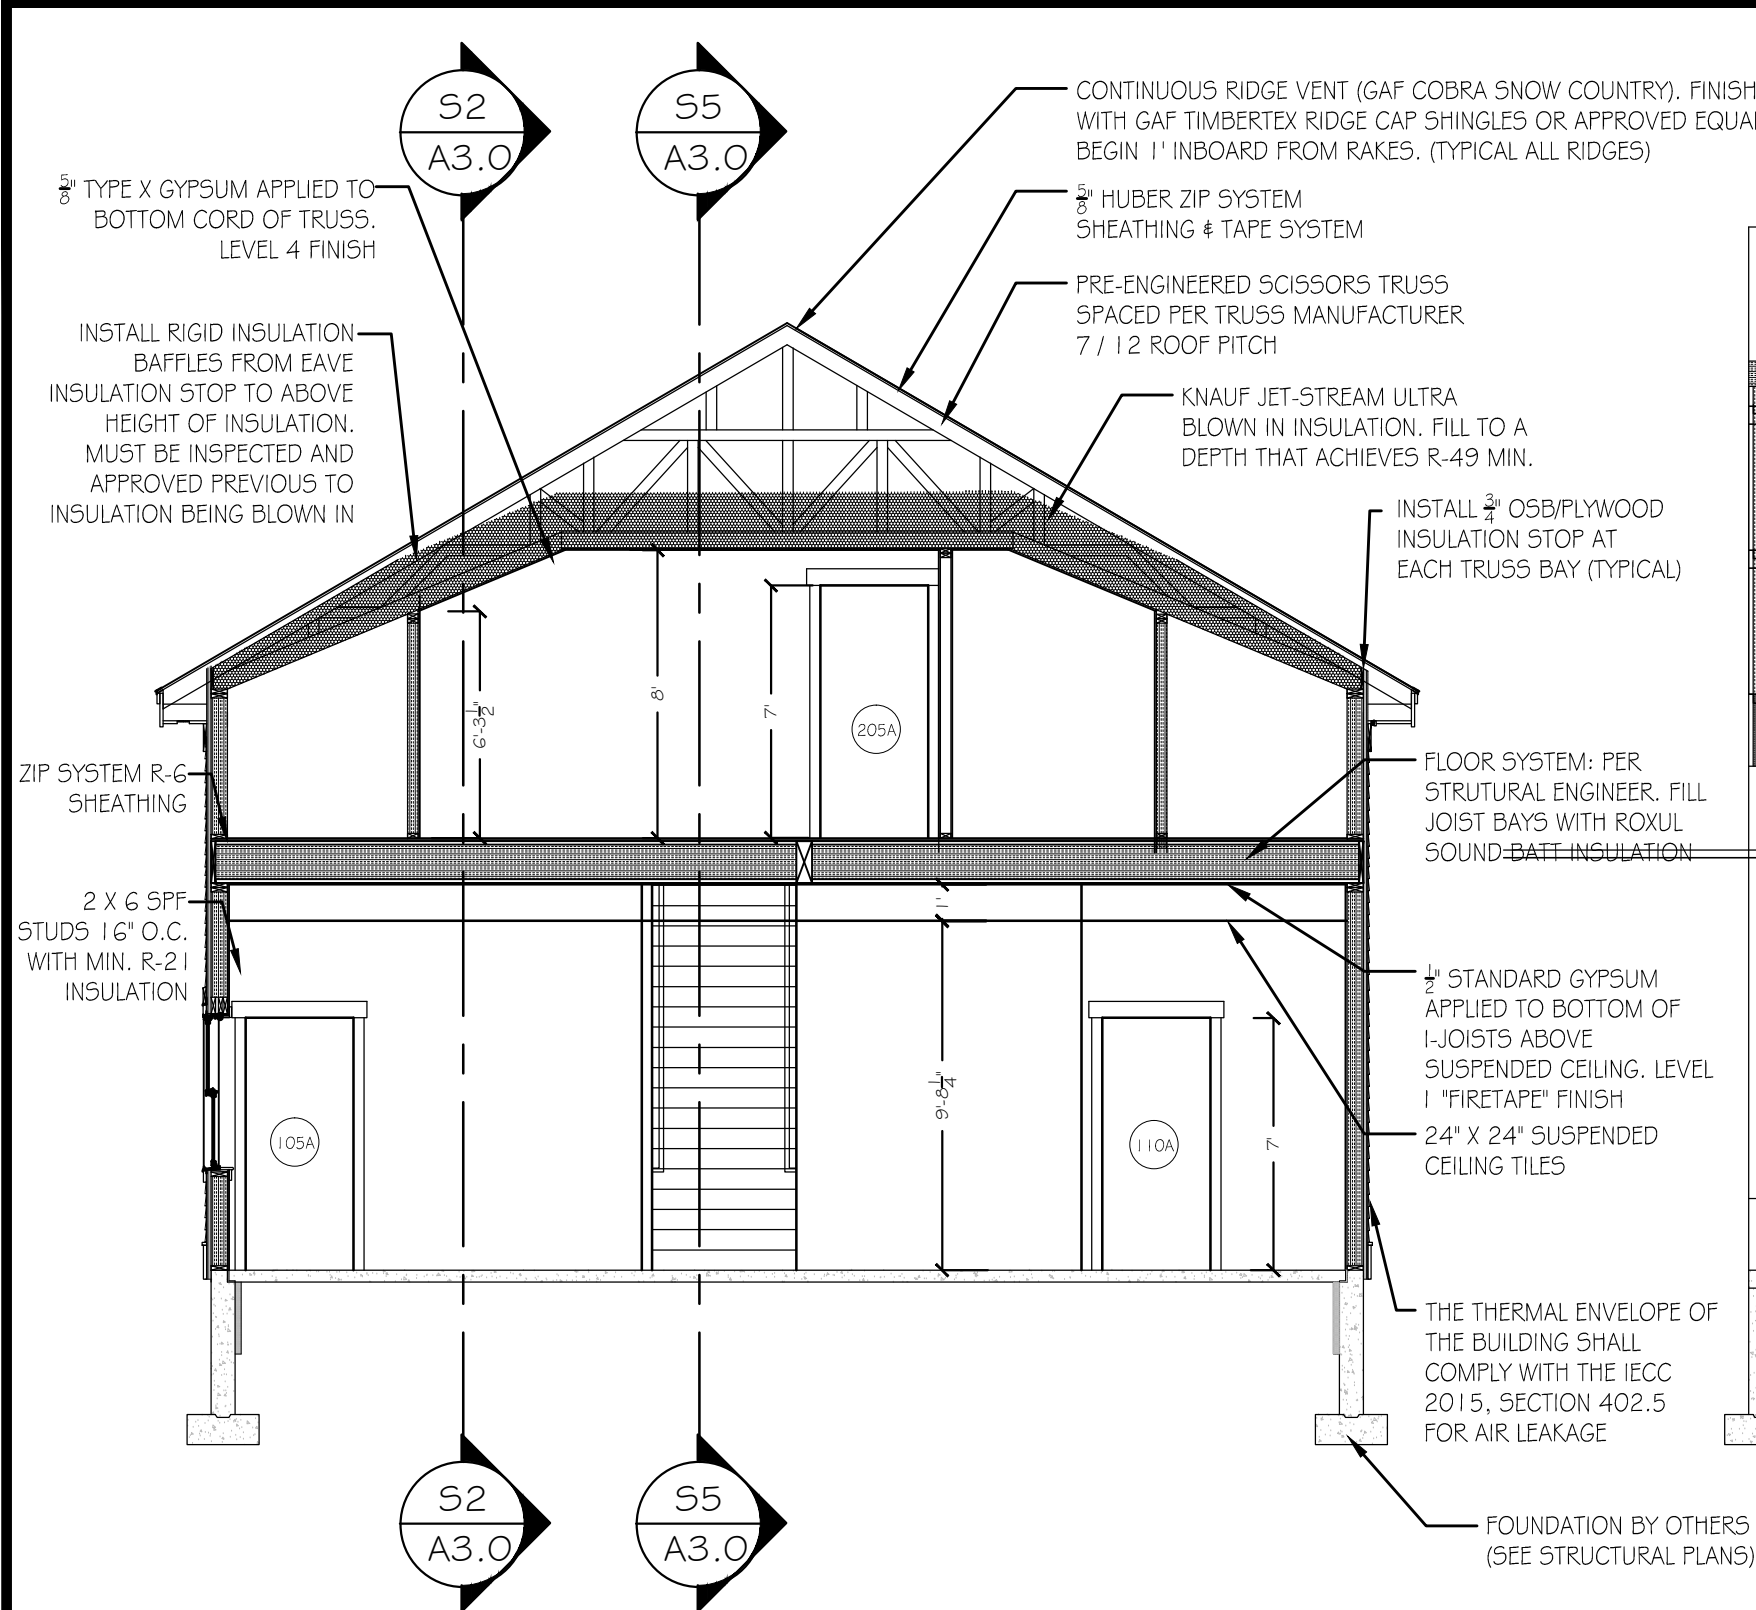 S2
A3.0
S5
A3.0
CONTINUOUS RIDGE VENT (GAF COBRA SNOW COUNTRY). FINISH
WITH GAF TIMBERTEX RIDGE CAP SHINGLES OR APPROVED EQUAL
BEGIN 1' INBOARD FROM RAKES. (TYPICAL ALL RIDGES)
5/8" TYPE X GYPSUM APPLIED TO
BOTTOM CORD OF TRUSS.
LEVEL 4 FINISH
5/8" HUBER ZIP SYSTEM
SHEATHING & TAPE SYSTEM
PRE-ENGINEERED SCISSORS TRUSS
SPACED PER TRUSS MANUFACTURER
7 / 12 ROOF PITCH
INSTALL RIGID INSULATION
BAFFLES FROM EAVE
INSULATION STOP TO ABOVE
HEIGHT OF INSULATION.
MUST BE INSPECTED AND
APPROVED PREVIOUS TO
INSULATION BEING BLOWN IN
KNAUF JET-STREAM ULTRA
BLOWN IN INSULATION. FILL TO A
DEPTH THAT ACHIEVES R-49 MIN.
INSTALL 3/4" OSB/PLYWOOD
INSULATION STOP AT
EACH TRUSS BAY (TYPICAL)
6'-3 1/2"
8'
7'
205A
ZIP SYSTEM R-6
SHEATHING
FLOOR SYSTEM: PER
STRUTURAL ENGINEER. FILL
JOIST BAYS WITH ROXUL
SOUND BATT INSULATION
2 X 6 SPF
STUDS 16" O.C.
WITH MIN. R-21
INSULATION
1'
9'-8 1/4"
7'
105A
110A
1/2" STANDARD GYPSUM
APPLIED TO BOTTOM OF
I-JOISTS ABOVE
SUSPENDED CEILING. LEVEL
1 "FIRETAPE" FINISH
24" X 24" SUSPENDED
CEILING TILES
THE THERMAL ENVELOPE OF
THE BUILDING SHALL
COMPLY WITH THE IECC
2015, SECTION 402.5
FOR AIR LEAKAGE
S2
A3.0
S5
A3.0
FOUNDATION BY OTHERS
(SEE STRUCTURAL PLANS)